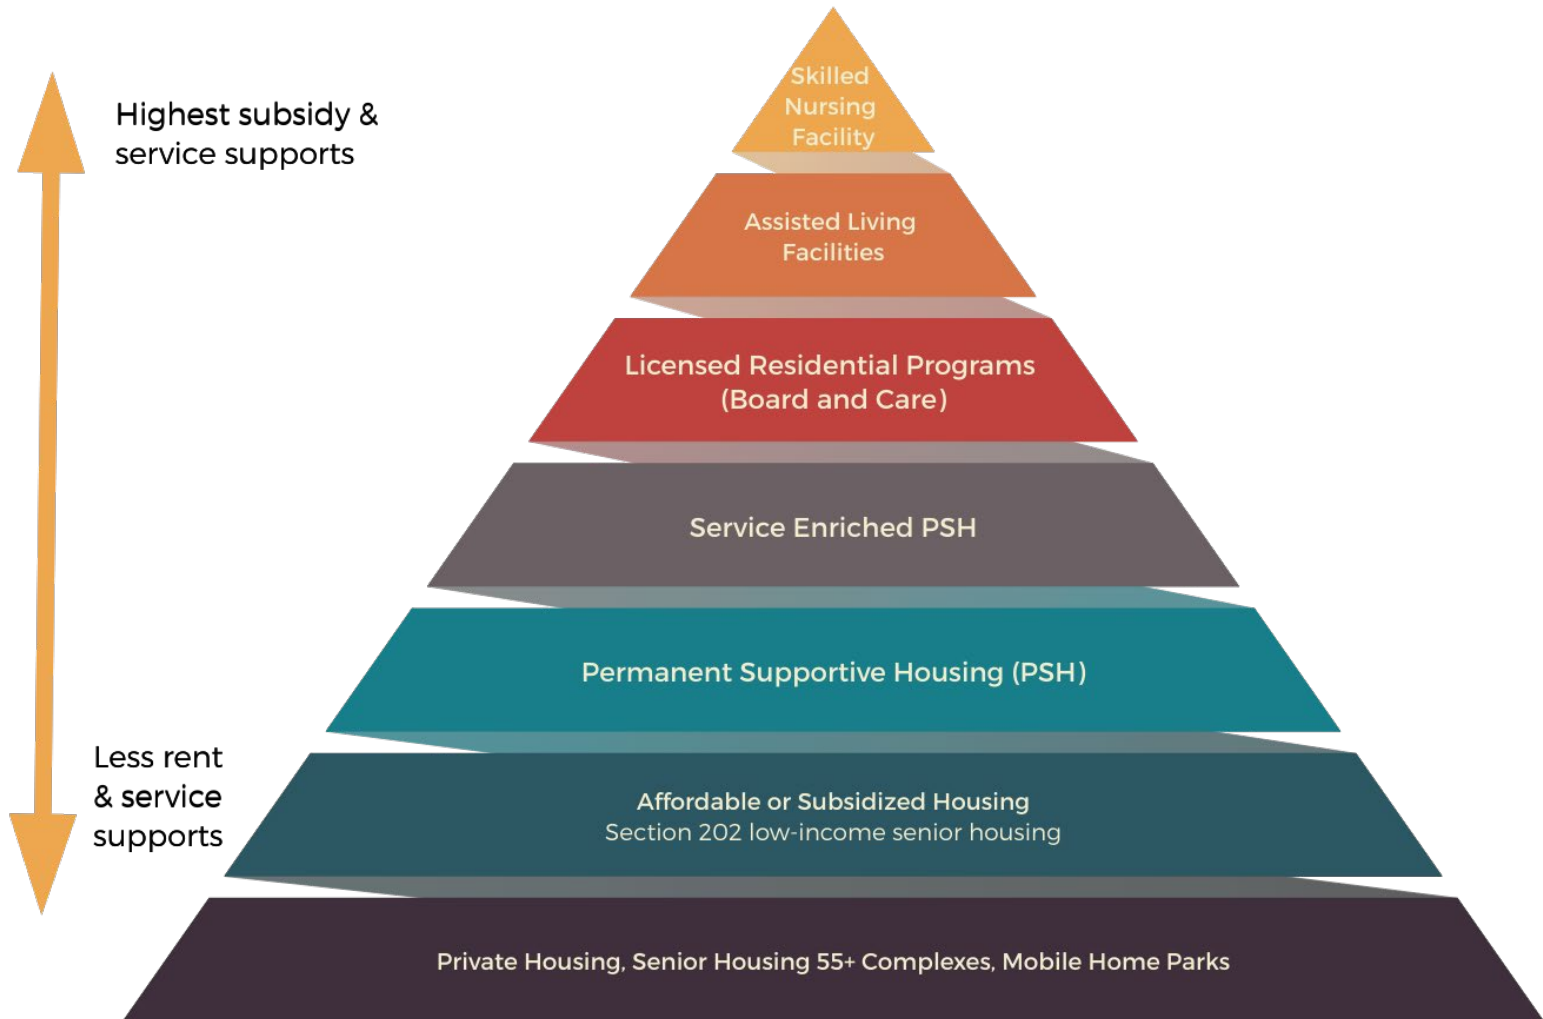 Highest subsidy &
service supports
Skilled
Nursing
Facility
Assisted Living
Facilities
Licensed Residential Programs
(Board and Care)
Service Enriched PSH
Permanent Supportive Housing (PSH)
Less rent
& service
supports
Affordable or Subsidized Housing
Section 202 low-income senior housing
Private Housing, Senior Housing 55+ Complexes, Mobile Home Parks